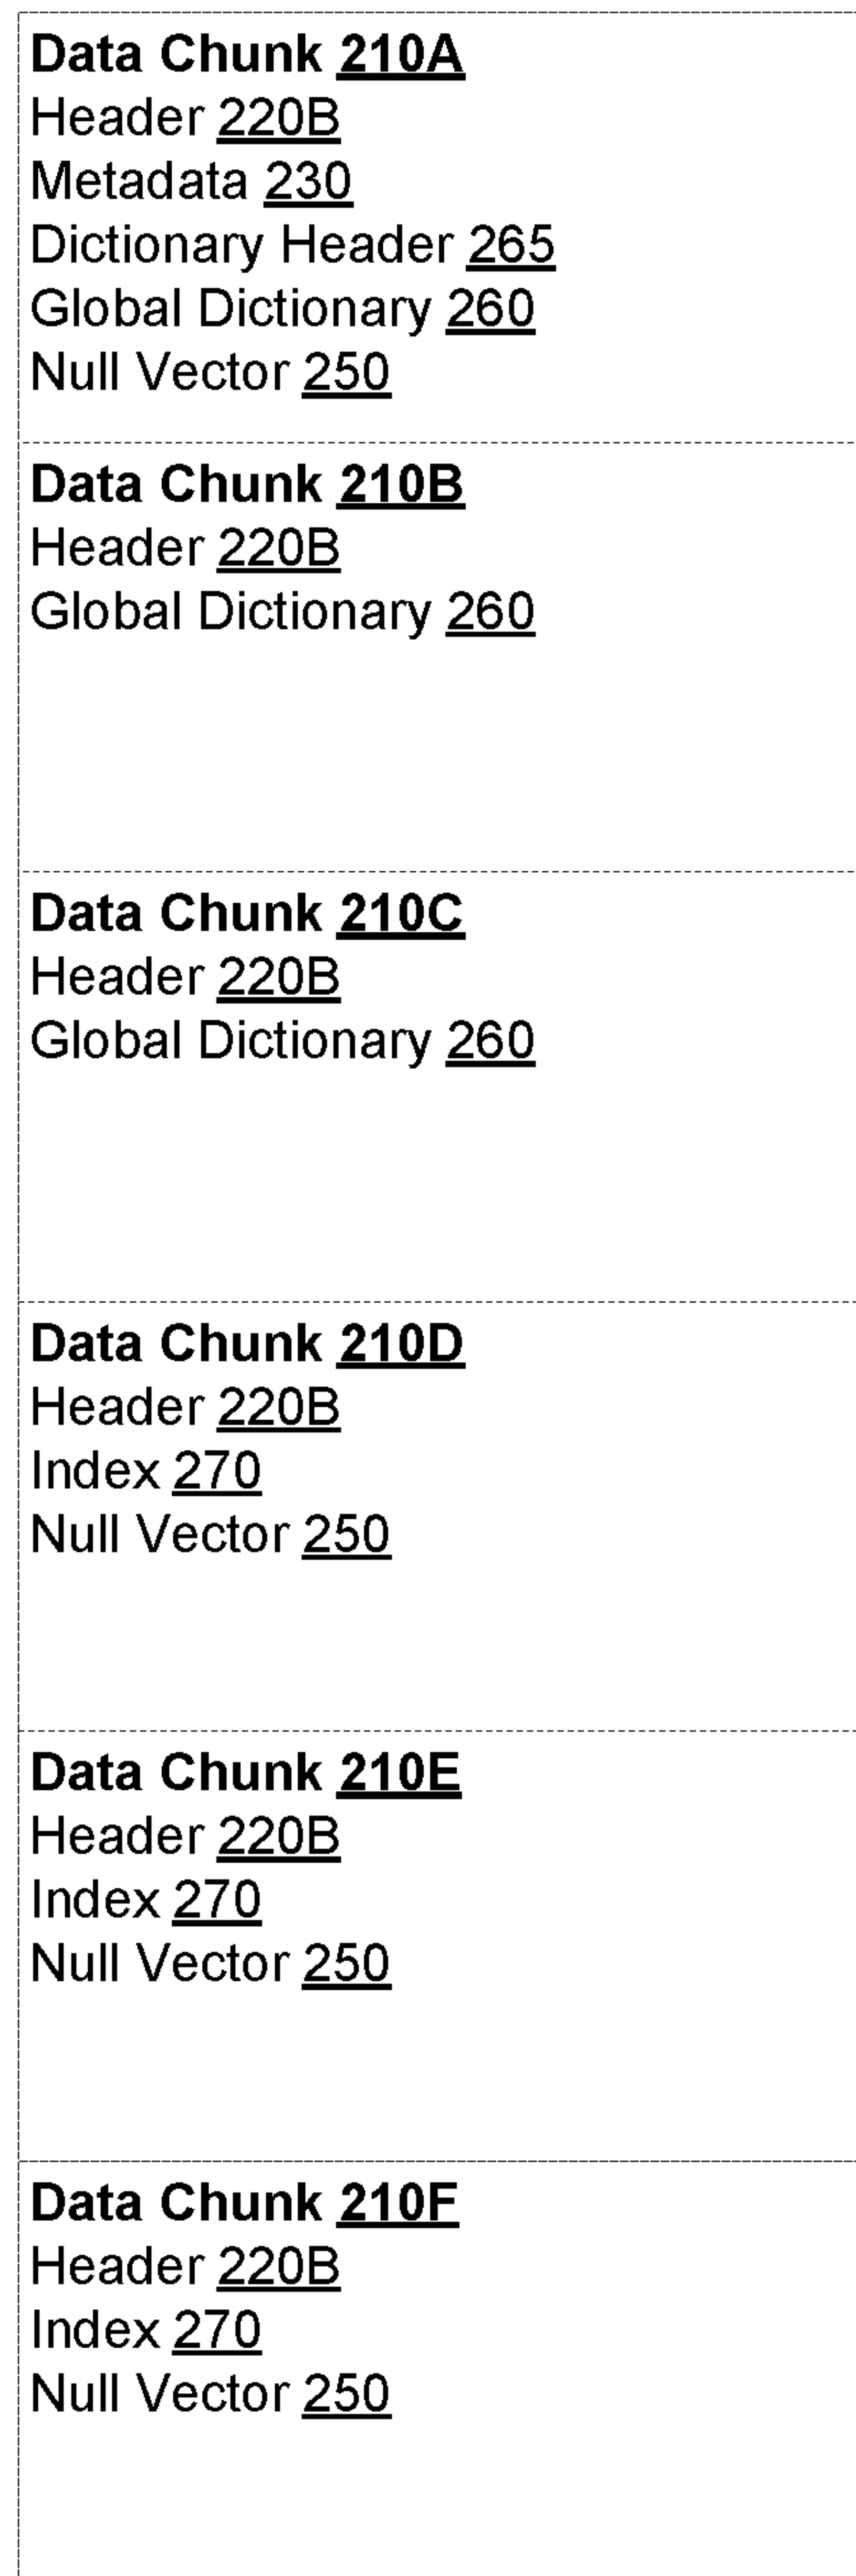 Data Chunk 210A
Header 220B
Metadata 230
Dictionary Header 265
Global Dictionary 260
Null Vector 250
Data Chunk 210B
Header 220B
Global Dictionary 260
Data Chunk 210C
Header 220B
Global Dictionary 260
Data Chunk 210D
Header 220B
Index 270
Null Vector 250
Data Chunk 210E
Header 220B
Index 270
Null Vector 250
Data Chunk 210F
Header 220B
Index 270
Null Vector 250